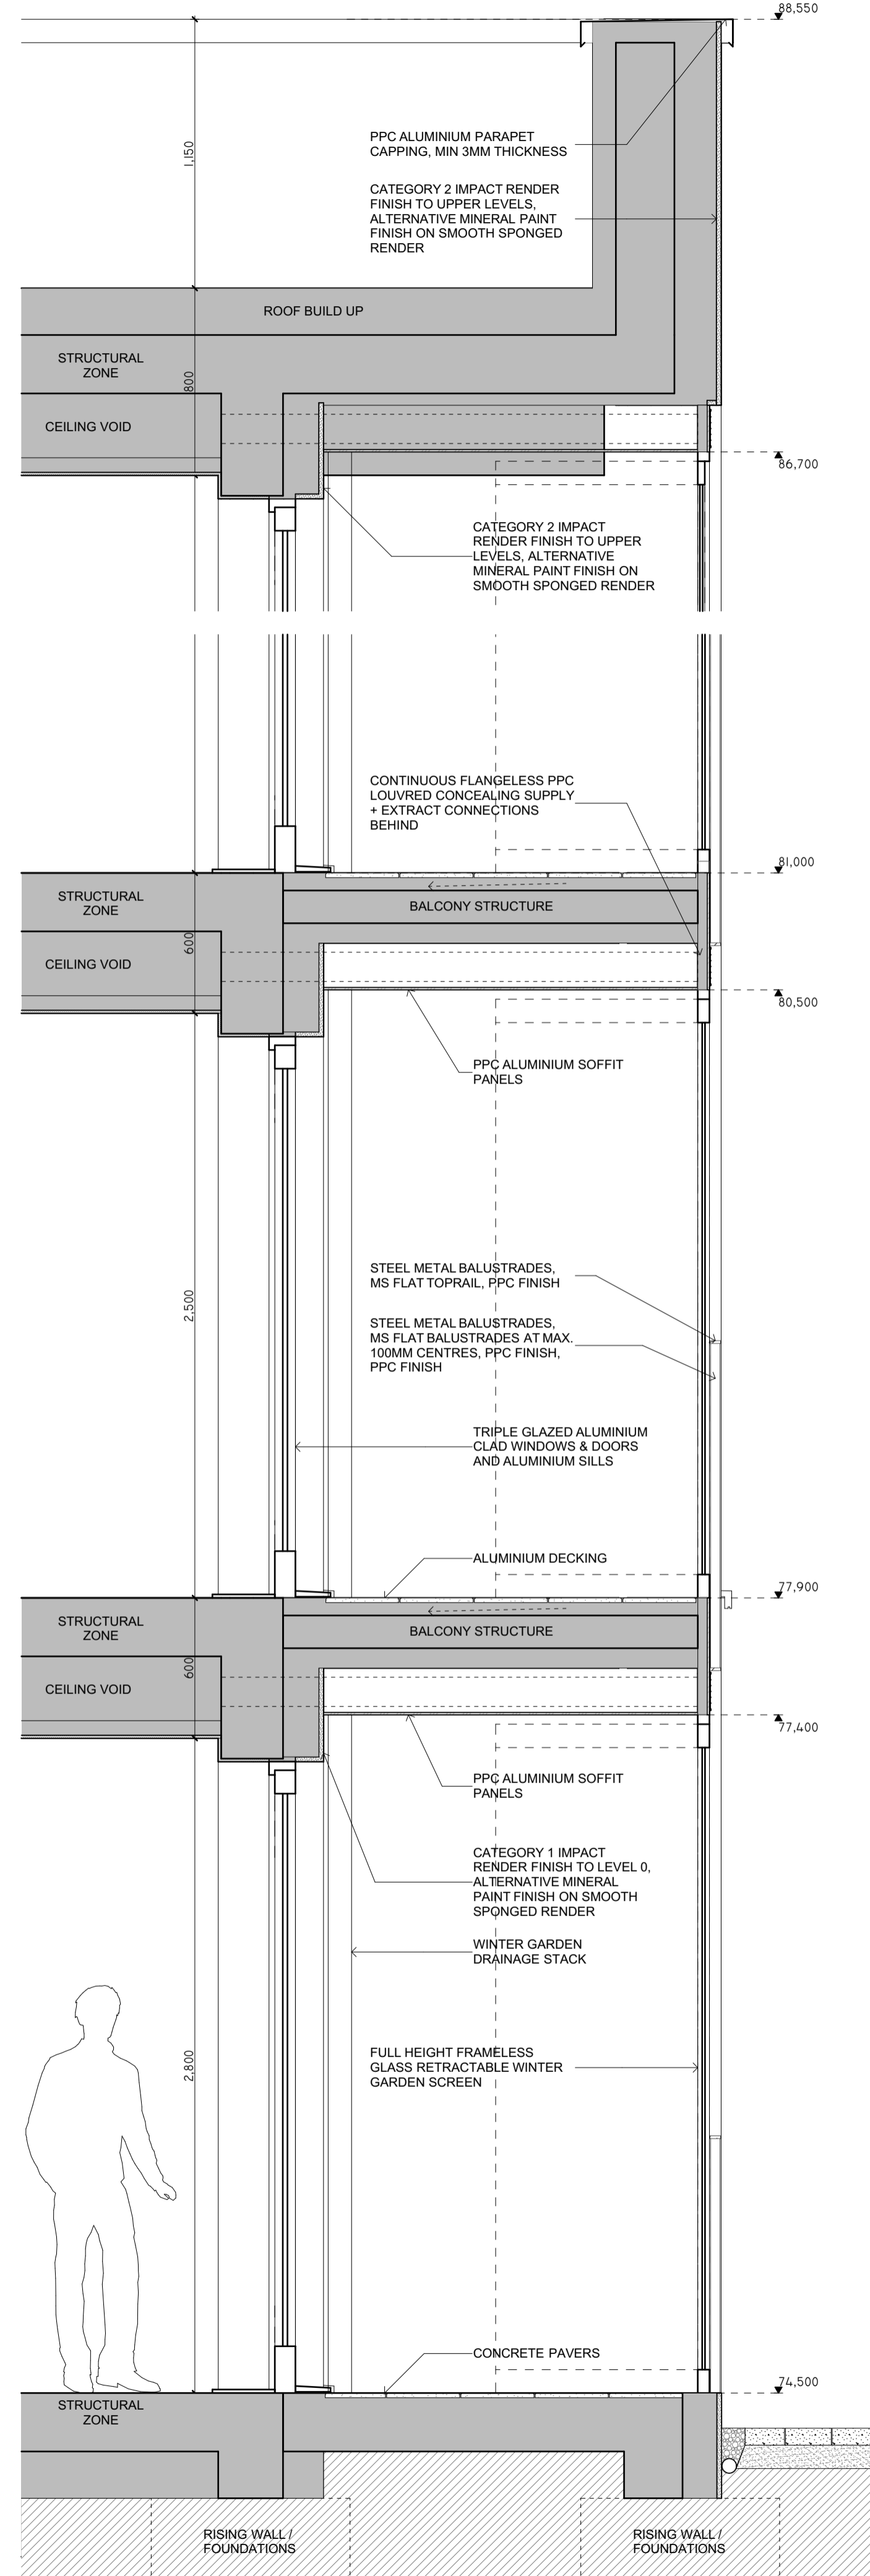 88,550
PPC ALUMINIUM PARAPET
CAPPING, MIN 3MM THICKNESS
1,150
CATEGORY 2 IMPACT RENDER
FINISH TO UPPER LEVELS,
ALTERNATIVE MINERAL PAINT
FINISH ON SMOOTH SPONGED
RENDER
ROOF BUILD UP
STRUCTURAL
ZONE
800
CEILING VOID
86,700
CATEGORY 2 IMPACT
RENDER FINISH TO UPPER
LEVELS, ALTERNATIVE
MINERAL PAINT FINISH ON
SMOOTH SPONGED RENDER
CONTINUOUS FLANGELESS PPC
LOUVRED CONCEALING SUPPLY
+ EXTRACT CONNECTIONS
BEHIND
81,000
STRUCTURAL
ZONE
BALCONY STRUCTURE
600
CEILING VOID
80,500
PPC ALUMINIUM SOFFIT
PANELS
STEEL METAL BALUSTRADES,
MS FLAT TOPRAIL, PPC FINISH
2,500
STEEL METAL BALUSTRADES,
MS FLAT BALUSTRADES AT MAX.
100MM CENTRES, PPC FINISH,
PPC FINISH
TRIPLE GLAZED ALUMINIUM
CLAD WINDOWS & DOORS
AND ALUMINIUM SILLS
ALUMINIUM DECKING
77,900
STRUCTURAL
ZONE
BALCONY STRUCTURE
600
CEILING VOID
77,400
PPC ALUMINIUM SOFFIT
PANELS
CATEGORY 1 IMPACT
RENDER FINISH TO LEVEL 0,
ALTERNATIVE MINERAL
PAINT FINISH ON SMOOTH
SPONGED RENDER
WINTER GARDEN
DRAINAGE STACK
2,800
FULL HEIGHT FRAMELESS
GLASS RETRACTABLE WINTER
GARDEN SCREEN
CONCRETE PAVERS
74,500
STRUCTURAL
ZONE
RISING WALL /
FOUNDATIONS
RISING WALL /
FOUNDATIONS